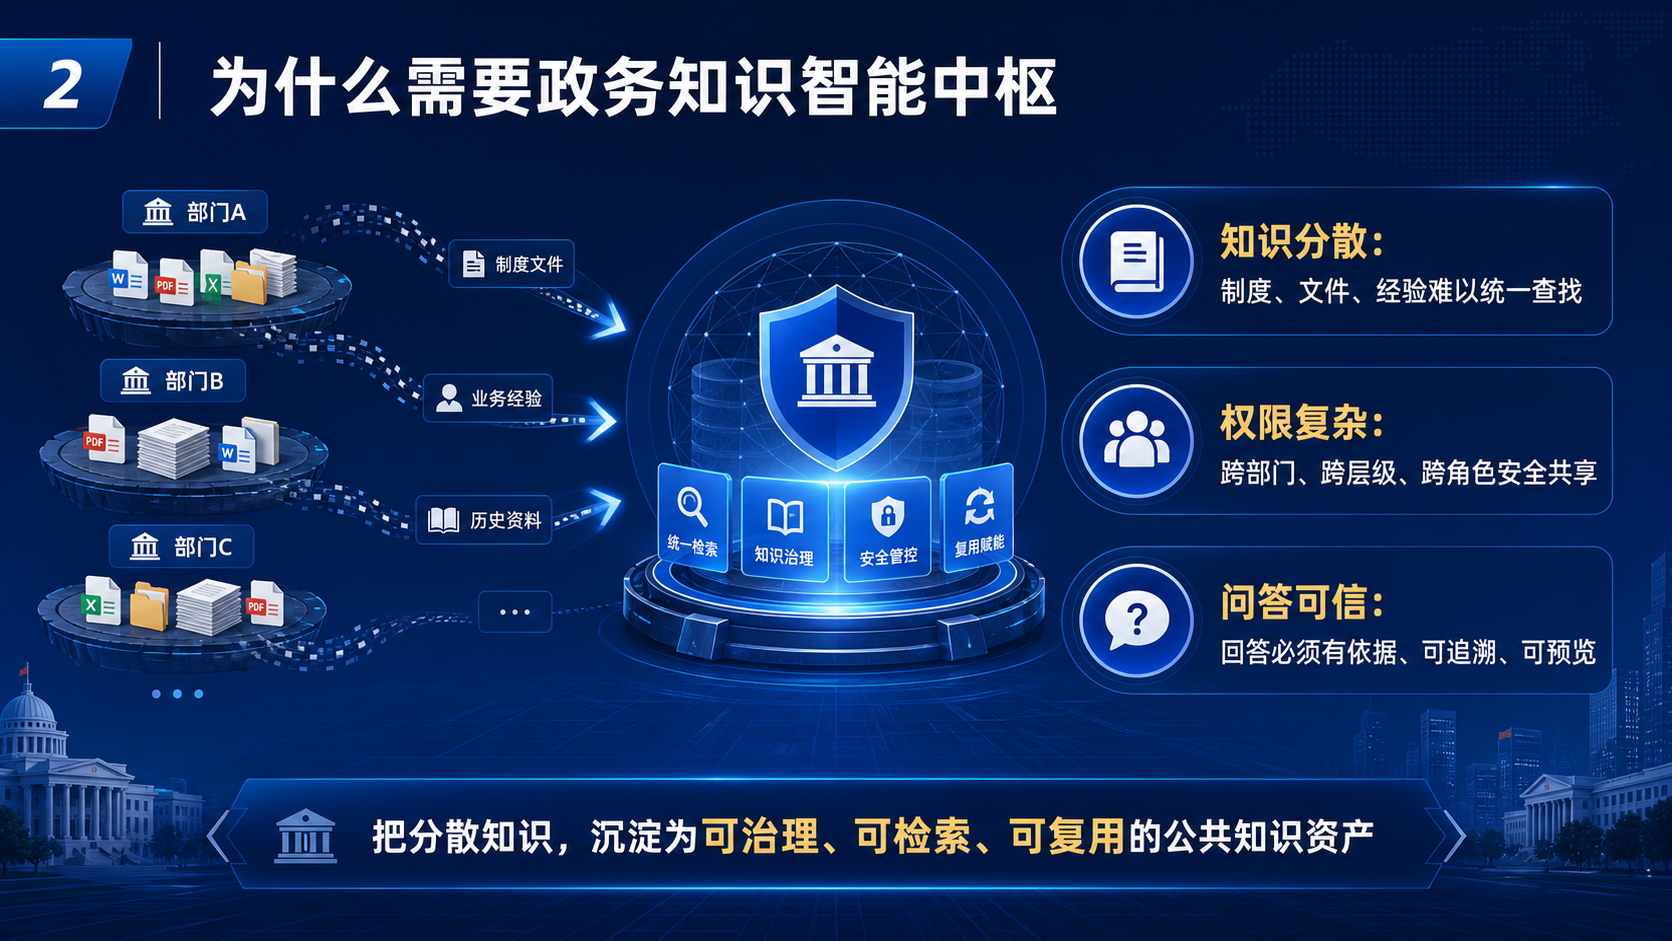 2
为什么需要政务知识智能中枢
部门A
W
PDF
X
部门B
PDF
W
部门C
X
PDF
制度文件
业务经验
历史资料
...
统一检索
知识治理
安全管控
复用赋能
知识分散：
制度、文件、经验难以统一查找
权限复杂：
跨部门、跨层级、跨角色安全共享
?
问答可信：
回答必须有依据、可追溯、可预览
把分散知识，沉淀为可治理、可检索、可复用的公共知识资产